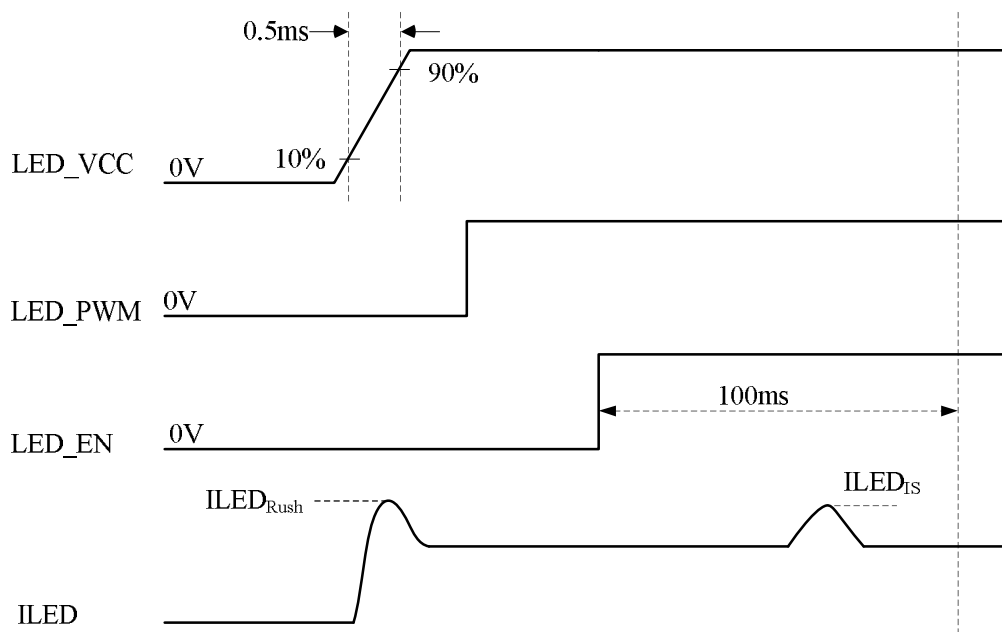 0.5ms
90%
10%
LED_VCC
0V
LED_PWM
0V
100ms
LED_EN
0V
ILED_Rush
ILED_IS
ILED